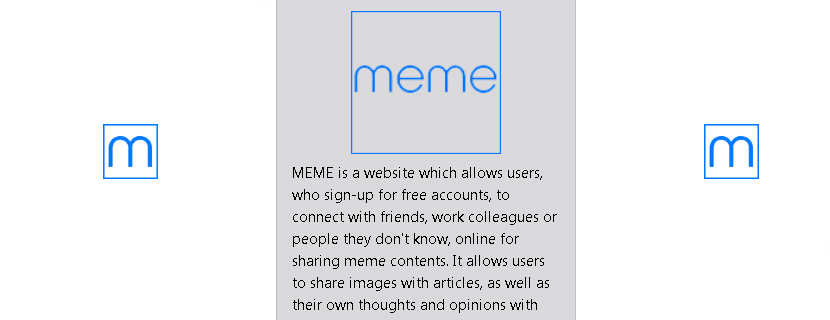 meme
m
m
MEME is a website which allows users,
who sign-up for free accounts, to
connect with friends, work colleagues or
people they don't know, online for
sharing meme contents. It allows users
to share images with articles, as well as
their own thoughts and opinions with